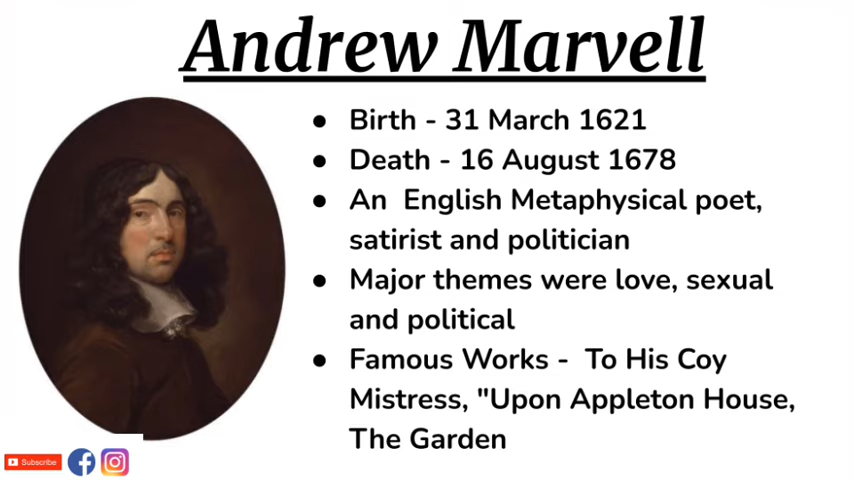 Andrew Marvell
● Birth - 31 March 1621
● Death - 16 August 1678
● An English Metaphysical poet,
satirist and politician
● Major themes were love, sexual
and political
● Famous Works - To His Coy
Mistress, "Upon Appleton House,
The Garden
Subscribe